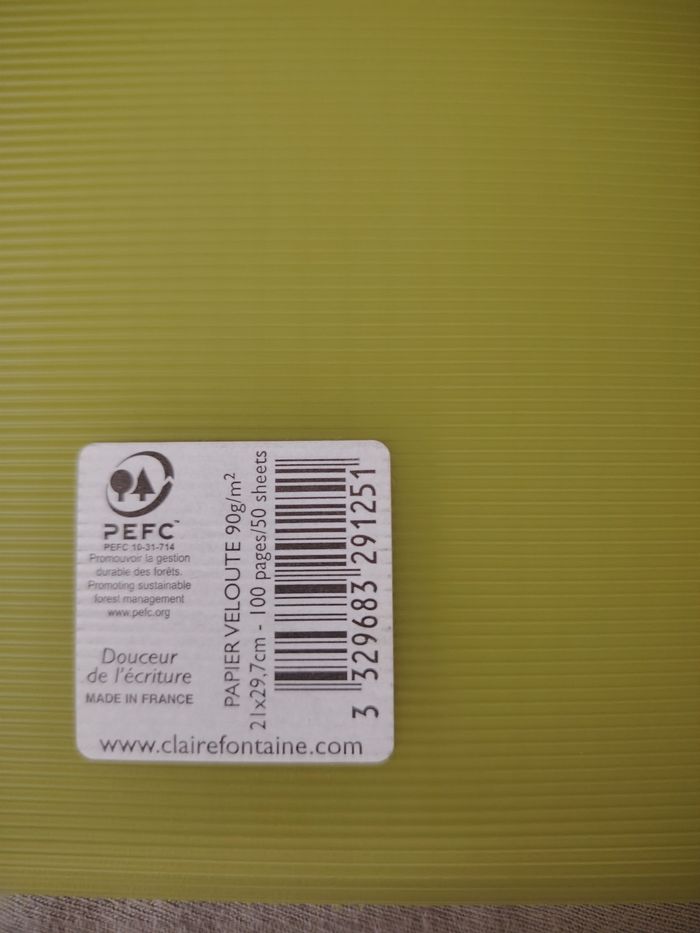 PEFC™
PEFC 10-31-714
Promouvoir la gestion
durable des forêts.
Promoting sustainable
forest management
www.pefc.org
Douceur
de l'écriture
MADE IN FRANCE
PAPIER VELOUTE 90g/m2
21x29,7cm - 100 pages/50 sheets
3 329683 291251
www.clairefontaine.com